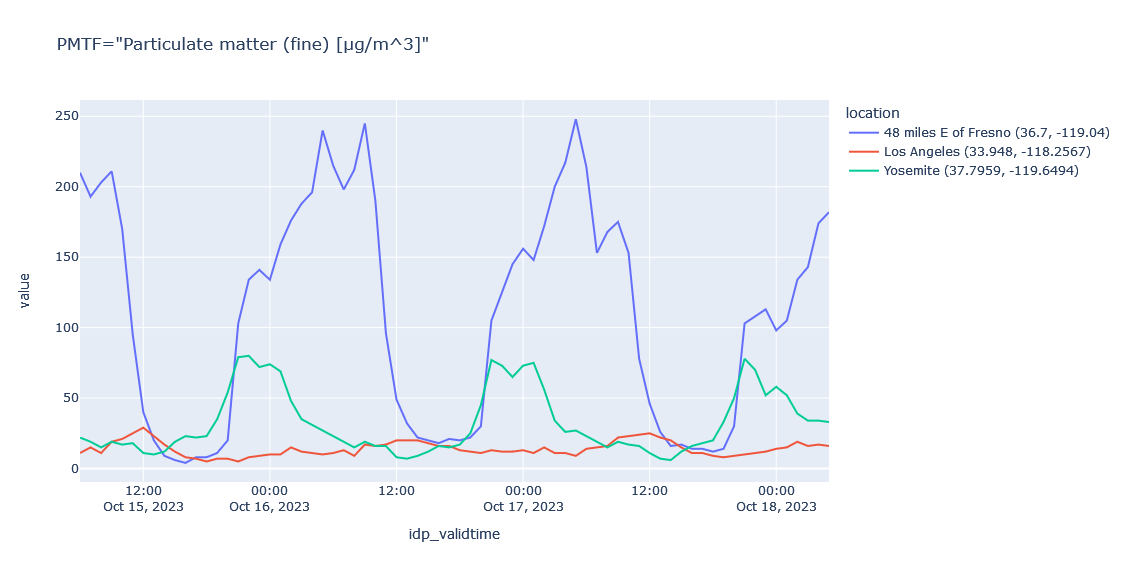 PMTF="Particulate matter (fine) [μg/m^3]"
location
48 miles E of Fresno (36.7, -119.04)
Los Angeles (33.948, -118.2567)
Yosemite (37.7959, -119.6494)
value
250
200
150
100
50
0
12:00 00:00 12:00 00:00 12:00 00:00
Oct 15, 2023 Oct 16, 2023 Oct 17, 2023 Oct 18, 2023
idp_validtime